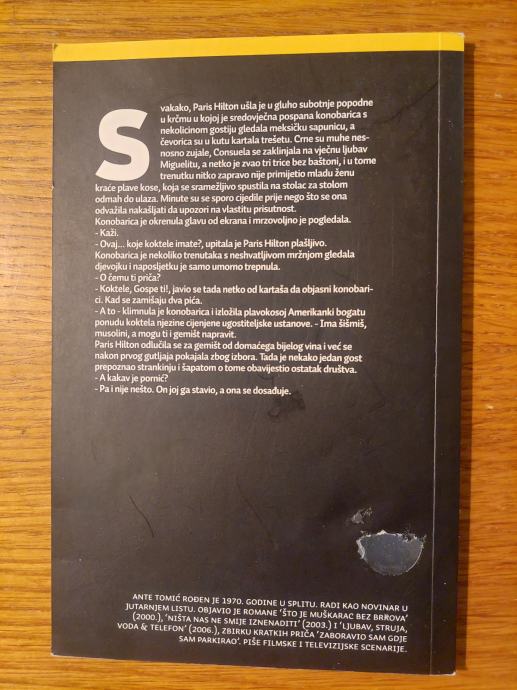 Svakako, Paris Hilton ušla je u gluho subotnje popodne
u krčmu u kojoj je sredovječna pospana konobarica s
nekolicinom gostiju gledala meksičku sapunicu, a
čevorica su u kutu kartala trešetu. Crne su muhe nes-
nosno zujale, Consuela se zaklinjala na vječnu ljubav
Miguelitu, a netko je zvao tri trice bez baštoni, i u tome
trenutku nitko zapravo nije primijetio mladu ženu
kraće plave kose, koja se sramežljivo spustila na stolac za stolom
odmah do ulaza. Minute su se sporo cijedile prije nego što se ona
odvažila nakašljati da upozori na vlastitu prisutnost.
Konobarica je okrenula glavu od ekrana i mrzovoljno je pogledala.
- Kaži.
- Ovaj... koje koktele imate?, upitala je Paris Hilton plašljivo.
Konobarica je nekoliko trenutaka s neshvatljivom mržnjom gledala
djevojku i naposljetku je samo umorno trepnula.
- O čemu ti priča?
- Koktele, Gospe ti!, javio se tada netko od kartaša da objasni konobari-
ci. Kad se zamišaju dva pića.
- A to - klimnula je konobarica i izložila plavokosoj Amerikanki bogatu
ponudu koktela njezine cijenjene ugostiteljske ustanove. - Ima šišmiš,
musolini, a mogu ti i gemišt napravit.
Paris Hilton odlučila se za gemišt od domaćega bijelog vina i već se
nakon prvog gutljaja pokajala zbog izbora. Tada je nekako jedan gost
prepoznao strankinju i šapatom o tome obavijestio ostatak društva.
- A kakav je pornić?
- Pa i nije nešto. On joj ga stavio, a ona se dosađuje.
ANTE TOMIĆ ROĐEN JE 1970. GODINE U SPLITU. RADI KAO NOVINAR U
JUTARNJEM LISTU. OBJAVIO JE ROMANE 'ŠTO JE MUŠKARAC BEZ BRKOVA'
(2000.), 'NIŠTA NAS NE SMIJE IZNENADITI' (2003.) I 'LJUBAV, STRUJA,
VODA & TELEFON' (2006.), ZBIRKU KRATKIH PRIČA 'ZABORAVIO SAM GDJE
SAM PARKIRAO'. PIŠE FILMSKE I TELEVIZIJSKE SCENARIJE.